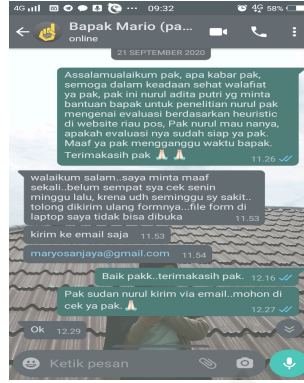 4G 09:32 4G 58%
Bapak Mario (pa...
online
21 SEPTEMBER 2020
Assalamualaikum pak, apa kabar pak,
semoga dalam keadaan sehat walafiat
ya pak, pak ini nurul adita putri yg minta
bantuan bapak untuk penelitian nurul pak
mengenai evaluasi berdasarkan heuristic
di website riau pos, Pak nurul mau nanya,
apakah evaluasi nya sudah siap ya pak.
Maaf ya pak mengganggu waktu bapak.
Terimakasih pak 🙏🙏
11.26
walaikum salam..saya minta maaf
sekali..belum sempat sya cek senin
minggu lalu, krena udh seminggu sy sakit..
tolong dikirim ulang formnya...file form di
laptop saya tidak bisa dibuka
11.53
kirim ke email saja 11.53
maryosanjaya@gmail.com 11.54
Baik pakk..terimakasih pak. 12.16
Pak sudan nurul kirim via email..mohon di
cek ya pak. 🙏 12.27
Ok 12.29
Ketik pesan